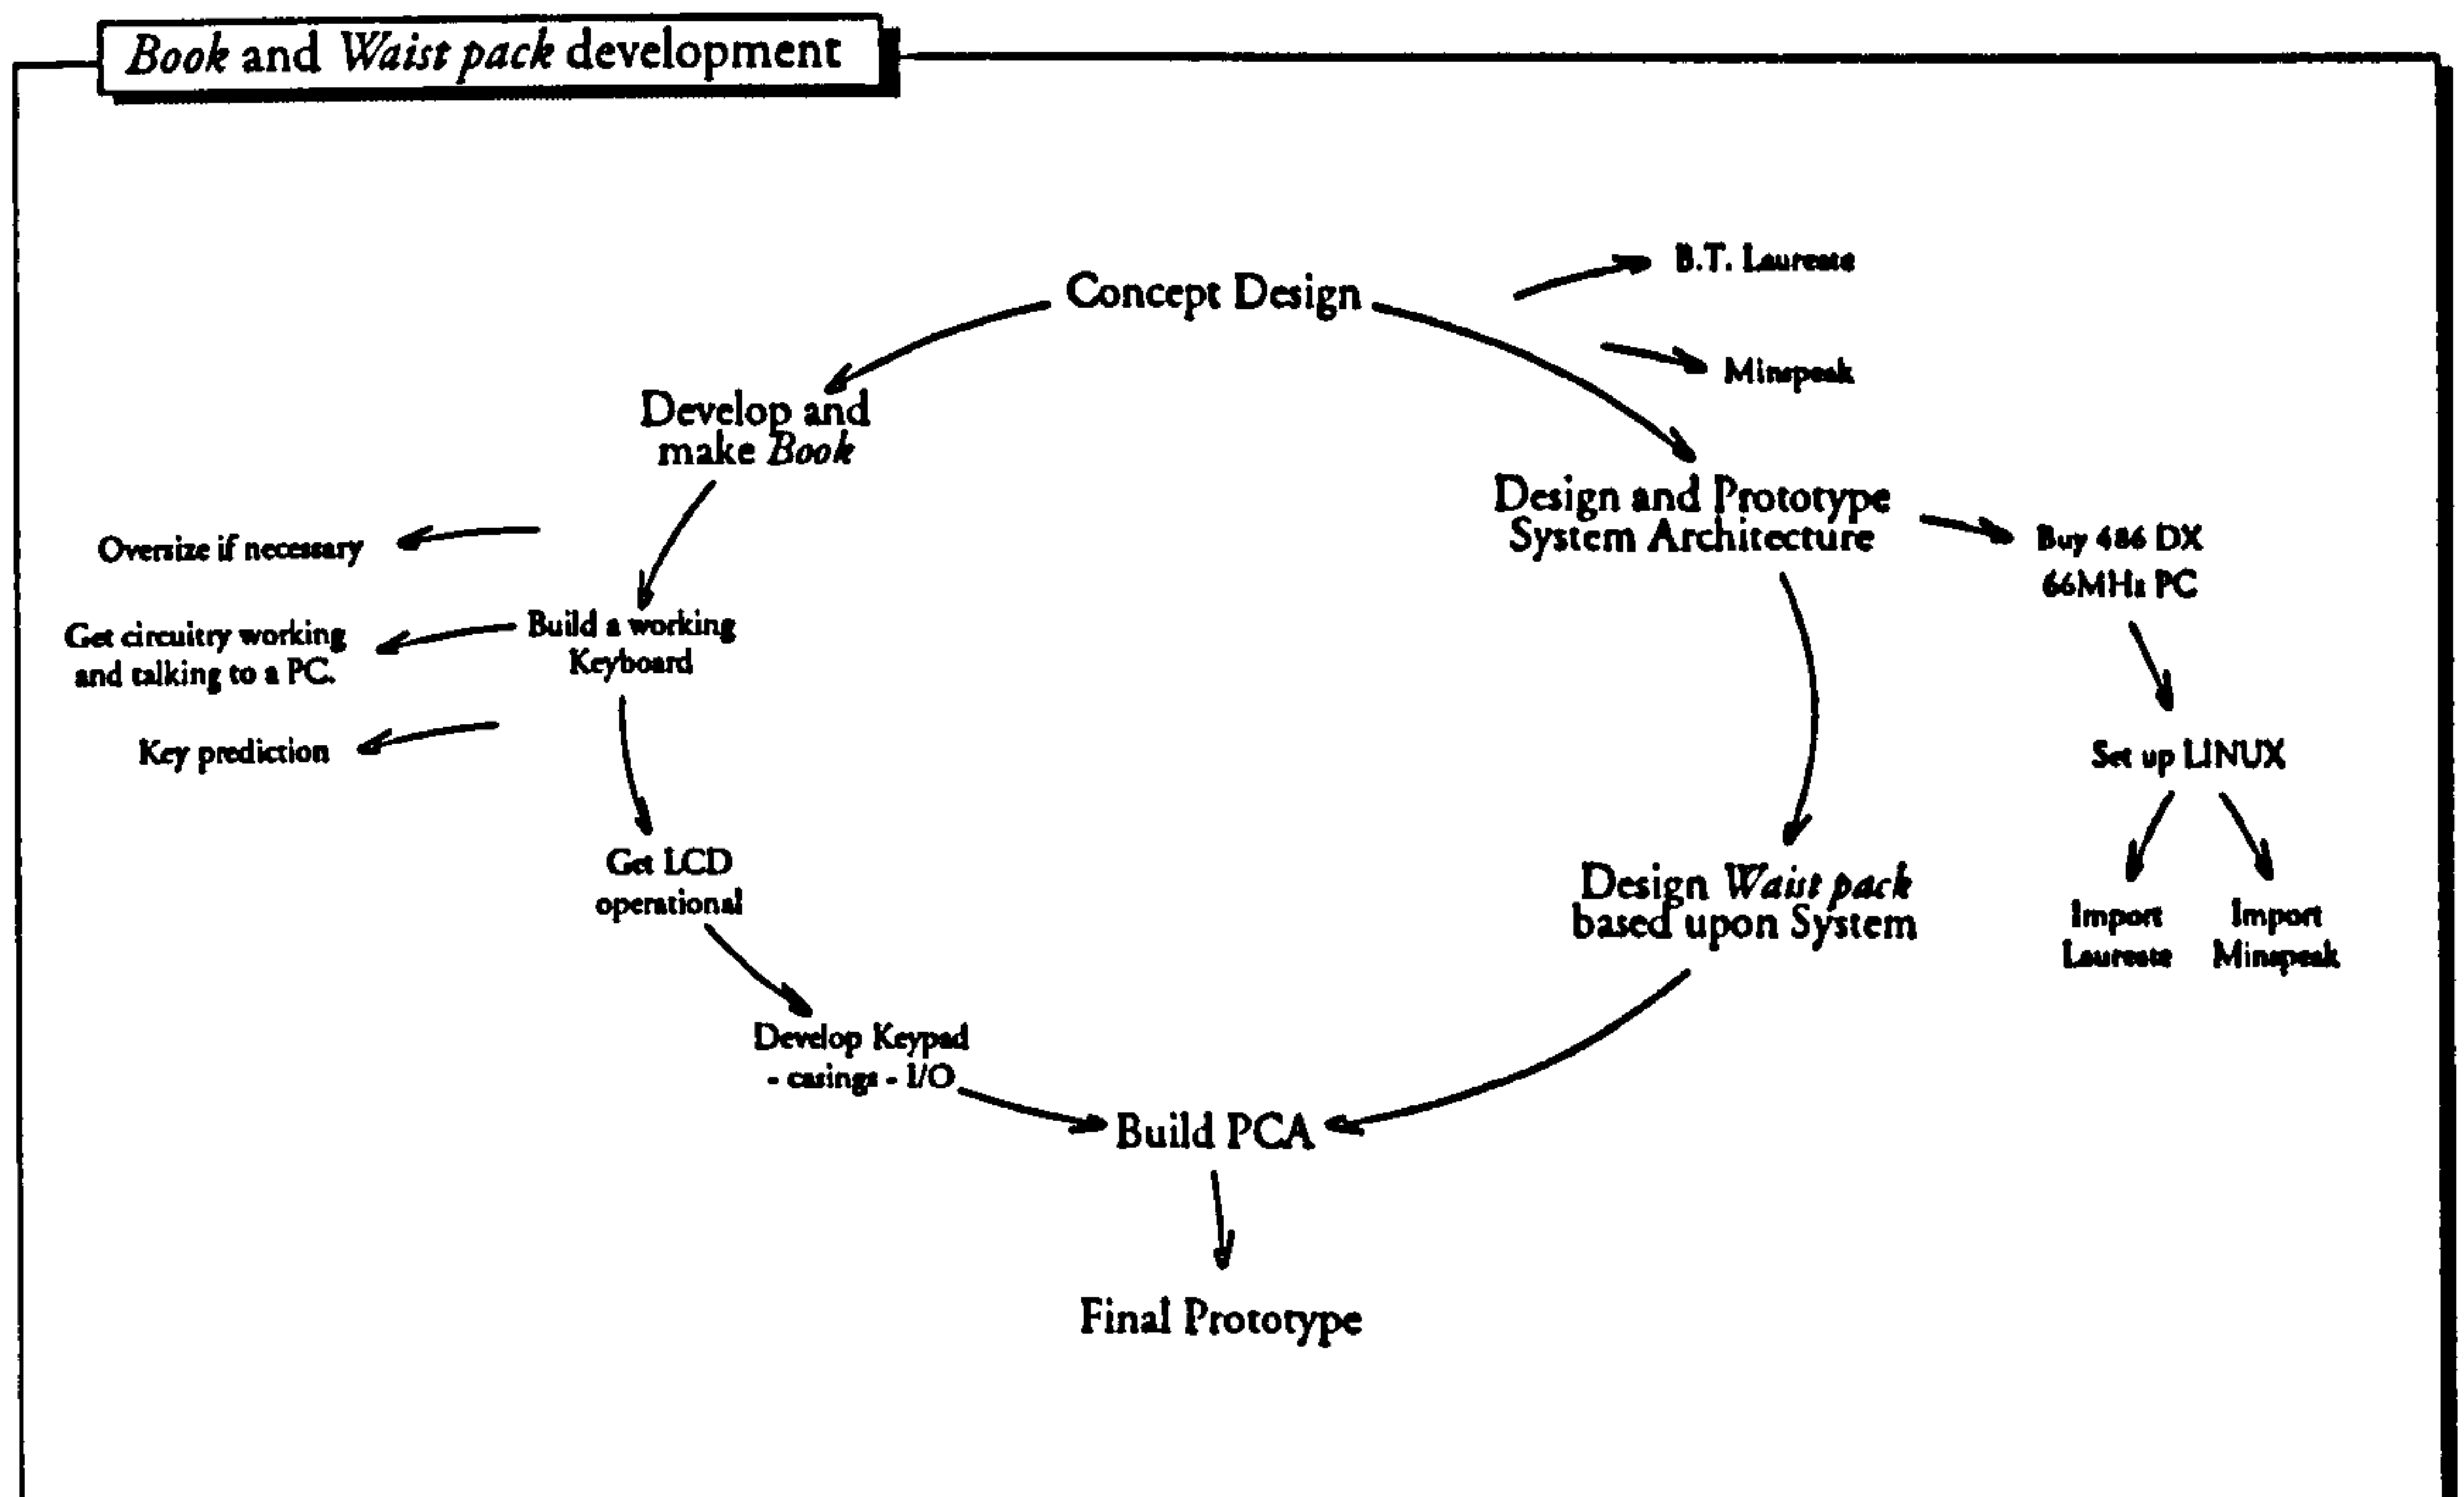 Book and Waist pack development
Concept Design
B.T. Laureate
Minspeak
Develop and
make Book
Design and Prototype
System Architecture
Buy 486 DX
66MHz PC
Oversize if necessary
Get circuitry working
and talking to a PC.
Build a working
Keyboard
Key prediction
Set up LINUX
Get LCD
operational
Design Waist pack
based upon System
Import
Laureate
Import
Minspeak
Develop Keypad
- casings - I/O
Build PCA
Final Prototype